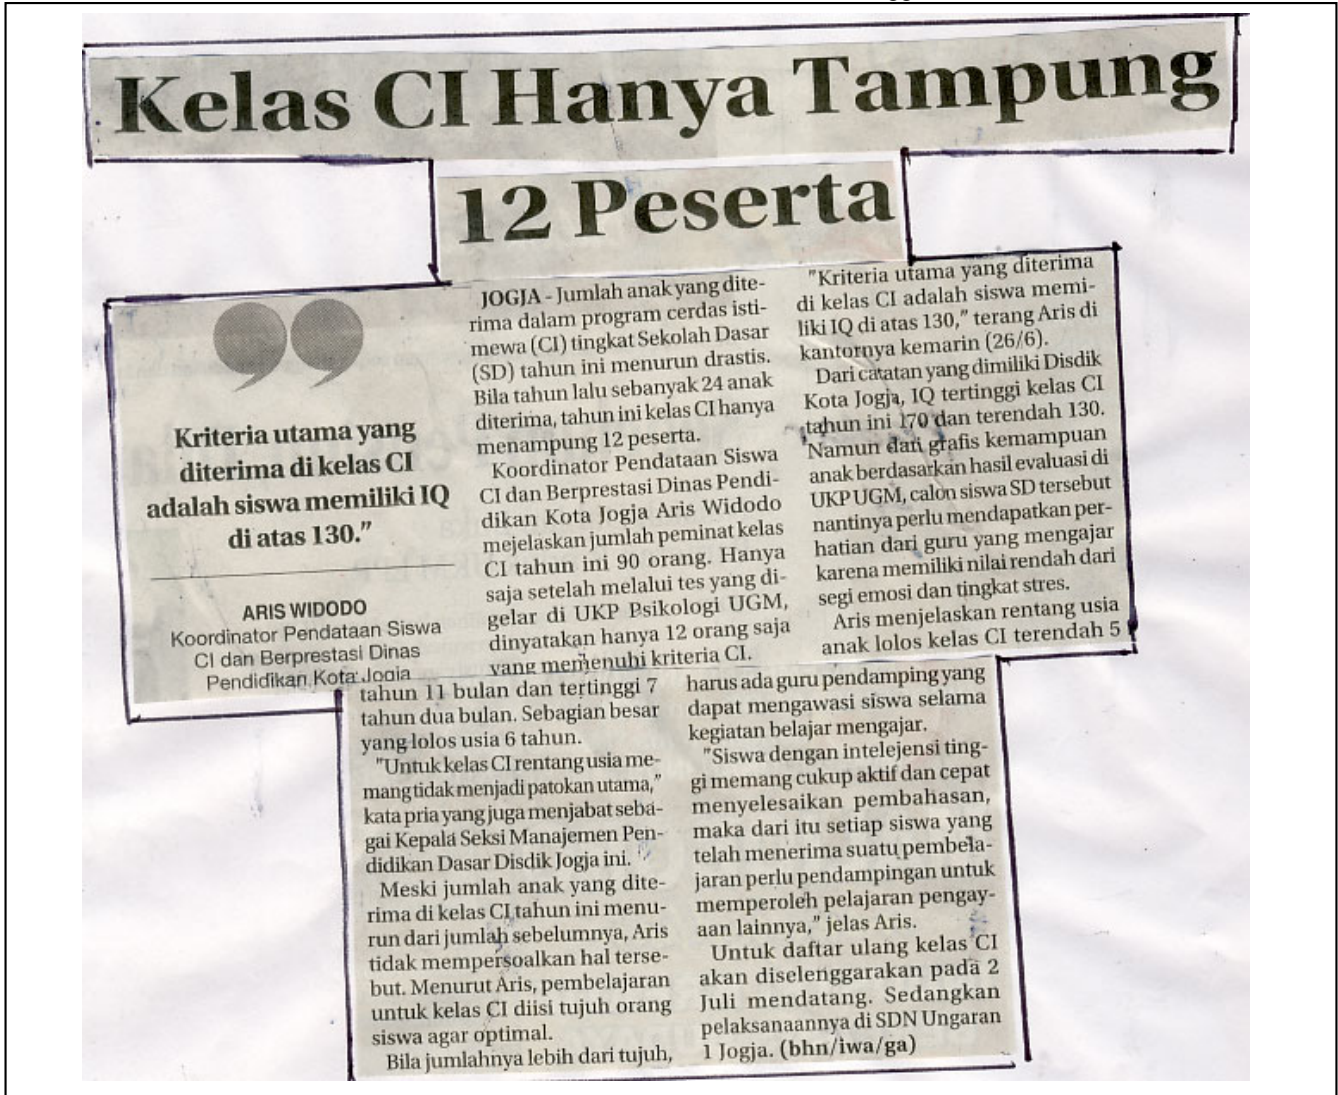 Kelas CI Hanya Tampung
12 Peserta
Kriteria utama yang
diterima di kelas CI
adalah siswa memiliki IQ
di atas 130.”
ARIS WIDODO
Koordinator Pendataan Siswa
CI dan Berprestasi Dinas
Pendidikan Kota Jogja
JOGJA - Jumlah anak yang dite-
rima dalam program cerdas isti-
mewa (CI) tingkat Sekolah Dasar
(SD) tahun ini menurun drastis.
Bila tahun lalu sebanyak 24 anak
diterima, tahun ini kelas CI hanya
menampung 12 peserta.
Koordinator Pendataan Siswa
CI dan Berprestasi Dinas Pendi-
dikan Kota Jogja Aris Widodo
mejelaskan jumlah peminat kelas
CI tahun ini 90 orang. Hanya
saja setelah melalui tes yang di-
gelar di UKP Psikologi UGM,
dinyatakan hanya 12 orang saja
yang memenuhi kriteria CI.
"Kriteria utama yang diterima
di kelas CI adalah siswa memi-
liki IQ di atas 130," terang Aris di
kantornya kemarin (26/6).
Dari catatan yang dimiliki Disdik
Kota Jogja, IQ tertinggi kelas CI
tahun ini 170 dan terendah 130.
Namun dari grafis kemampuan
anak berdasarkan hasil evaluasi di
UKP UGM, calon siswa SD tersebut
nantinya perlu mendapatkan per-
hatian dari guru yang mengajar
karena memiliki nilai rendah dari
segi emosi dan tingkat stres.
Aris menjelaskan rentang usia
anak lolos kelas CI terendah 5
tahun 11 bulan dan tertinggi 7
tahun dua bulan. Sebagian besar
yang lolos usia 6 tahun.
"Untuk kelas CI rentang usia me-
mang tidak menjadi patokan utama,"
kata pria yang juga menjabat seba-
gai Kepala Seksi Manajemen Pen-
didikan Dasar Disdik Jogja ini.
Meski jumlah anak yang dite-
rima di kelas CI tahun ini menu-
run dari jumlah sebelumnya, Aris
tidak mempersoalkan hal terse-
but. Menurut Aris, pembelajaran
untuk kelas CI diisi tujuh orang
siswa agar optimal.
Bila jumlahnya lebih dari tujuh,
harus ada guru pendamping yang
dapat mengawasi siswa selama
kegiatan belajar mengajar.
"Siswa dengan intelejensi ting-
gi memang cukup aktif dan cepat
menyelesaikan pembahasan,
maka dari itu setiap siswa yang
telah menerima suatu pembela-
jaran perlu pendampingan untuk
memperoleh pelajaran pengay-
aan lainnya," jelas Aris.
Untuk daftar ulang kelas CI
akan diselenggarakan pada 2
Juli mendatang. Sedangkan
pelaksanaannya di SDN Ungaran
1 Jogja. (bhn/iwa/ga)